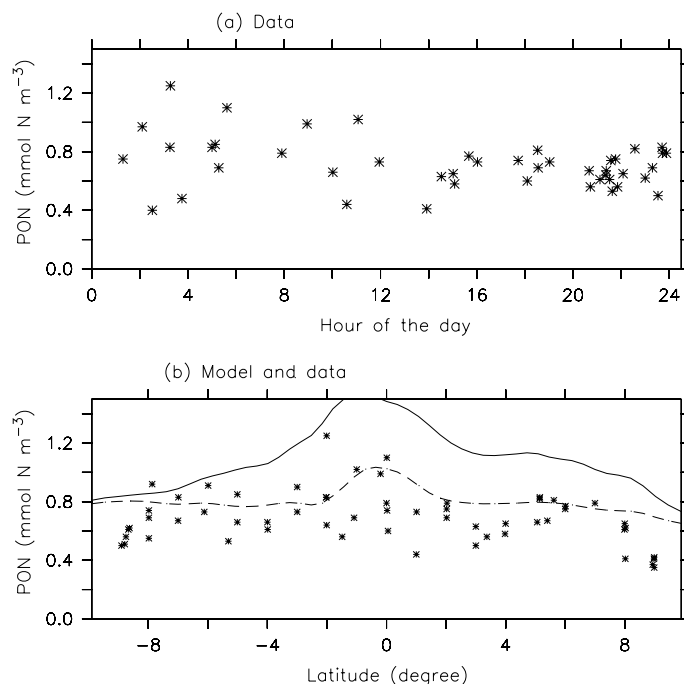 (a) Data
PON (mmol N m⁻³)
1.2
0.8
0.4
0.0
0 4 8 12 16 20 24
Hour of the day
(b) Model and data
PON (mmol N m⁻³)
1.2
0.8
0.4
0.0
−8 −4 0 4 8
Latitude (degree)